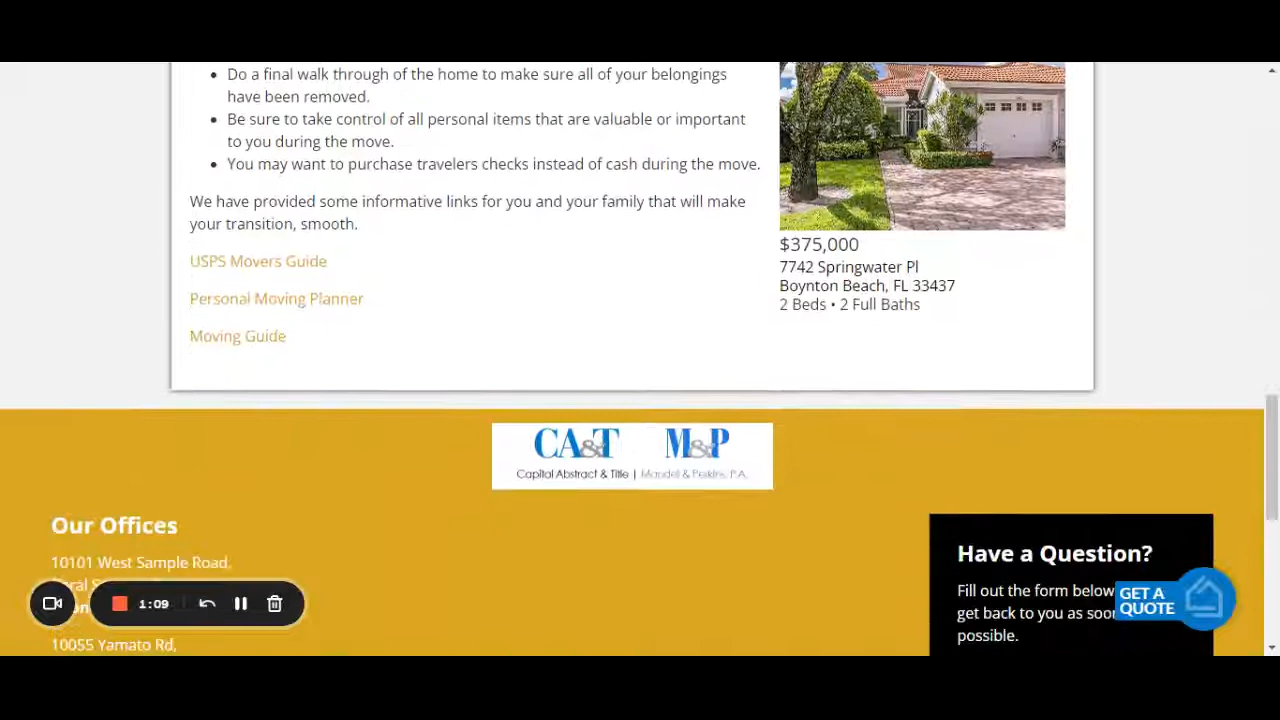 Do a final walk through of the home to make sure all of your belongings
have been removed.
Be sure to take control of all personal items that are valuable or important
to you during the move.
You may want to purchase travelers checks instead of cash during the move.
We have provided some informative links for you and your family that will make
your transition, smooth.
USPS Movers Guide
Personal Moving Planner
Moving Guide
$375,000
7742 Springwater Pl
Boynton Beach, FL 33437
2 Beds • 2 Full Baths
CA&T M&P
Capital Abstract & Title | Mandell & Perkins, P.A.
Our Offices
10101 West Sample Road,
1:09
10055 Yamato Rd,
Have a Question?
Fill out the form below
get back to you as soon
possible.
GET A
QUOTE